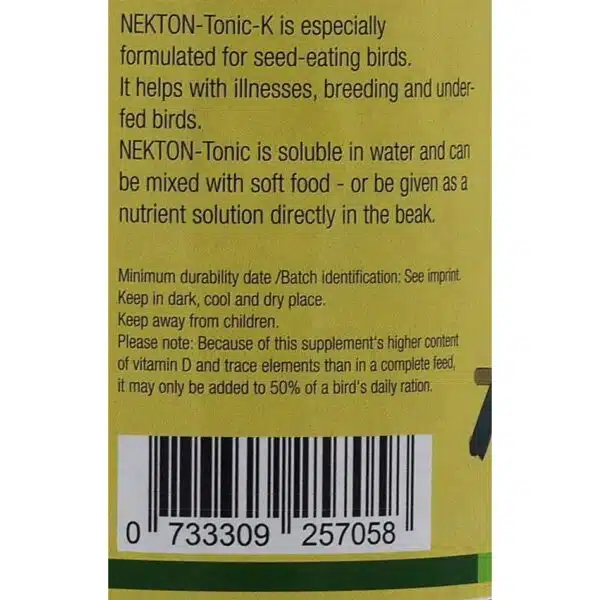 NEKTON-Tonic-K is especially
formulated for seed-eating birds.
It helps with illnesses, breeding and under-
fed birds.
NEKTON-Tonic is soluble in water and can
be mixed with soft food - or be given as a
nutrient solution directly in the beak.
Minimum durability date /Batch identification: See imprint.
Keep in dark, cool and dry place.
Keep away from children.
Please note: Because of this supplement's higher content
of vitamin D and trace elements than in a complete feed,
it may only be added to 50% of a bird's daily ration.
0 733309 257058